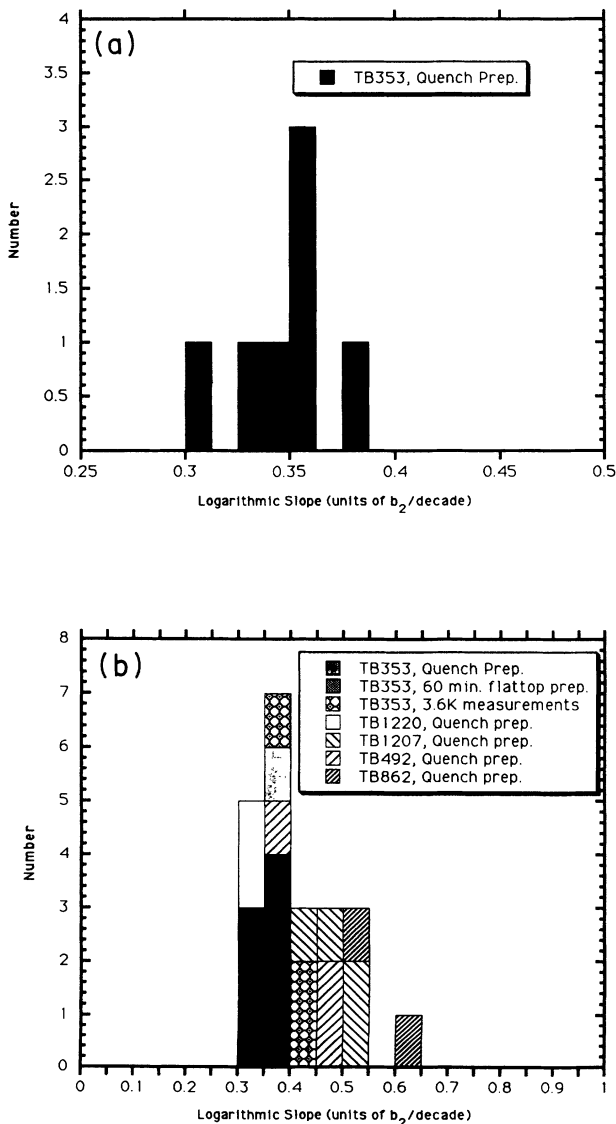 (a)
4
3.5
3
2.5
2
1.5
1
0.5
0
Number
TB353, Quench Prep.
0.25 0.3 0.35 0.4 0.45 0.5
Logarithmic Slope (units of b2/decade)
(b)
8
7
6
5
4
3
2
1
0
Number
TB353, Quench Prep.
TB353, 60 min. flattop prep.
TB353, 3.6K measurements
TB1220, Quench prep.
TB1207, Quench prep.
TB492, Quench prep.
TB862, Quench prep.
0 0.1 0.2 0.3 0.4 0.5 0.6 0.7 0.8 0.9 1
Logarithmic Slope (units of b2/decade)